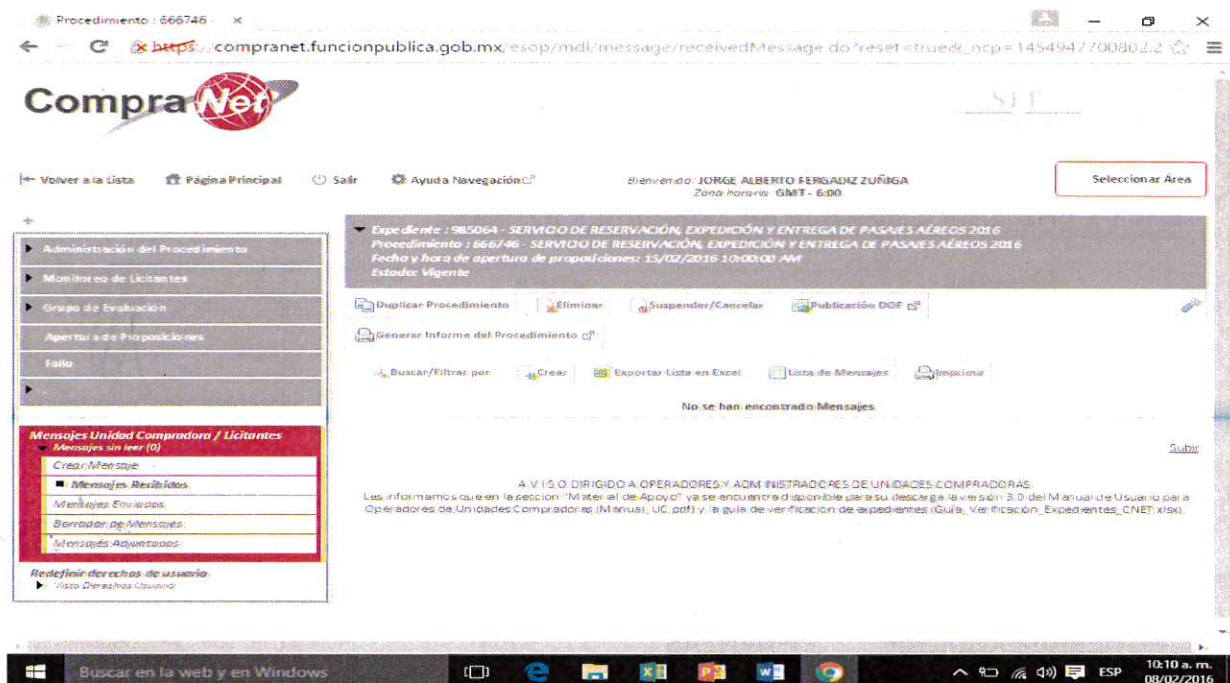 Procedimiento : 666746
https://compranet.funcionpublica.gob.mx/esop/mdl/message/receivedMessage.do?reset=true&_ncp=1454947700802.2
CompraNet
SFP
Volver a la Lista Página Principal Salir Ayuda Navegación Bienvenido JORGE ALBERTO FERGADIZ ZUÑIGA
Zona horaria GMT - 6:00
Seleccionar Área
Expediente : 985064 - SERVICIO DE RESERVACIÓN, EXPEDICIÓN Y ENTREGA DE PASAJES AÉREOS 2016
Procedimiento : 666746 - SERVICIO DE RESERVACIÓN, EXPEDICIÓN Y ENTREGA DE PASAJES AÉREOS 2016
Fecha y hora de apertura de proposiciones: 15/02/2016 10:00:00 AM
Estado: Vigente
Administración del Procedimiento
Monitoreo de Licitantes
Grupo de Evaluación
Apertura de Proposiciones
Fallo
Duplicar Procedimiento Eliminar Suspender/Cancelar Publicación DOF
Generar Informe del Procedimiento
Buscar/Filtrar por Crear Exportar Lista en Excel Lista de Mensajes Imprimir
No se han encontrado Mensajes
Mensajes Unidad Compradora / Licitantes
Mensajes sin leer (0)
Crear Mensaje
Mensajes Recibidos
Mensajes Enviados
Borrador de Mensajes
Mensajes Adjuntados
Redefinir derechos de usuario
Vista Derechos Usuario
Subir
A V I S O DIRIGIDO A OPERADORES Y ADMINISTRADORES DE UNIDADES COMPRADORAS
Les informamos que en la sección "Material de Apoyo" ya se encuentra disponible para su descarga la versión 3.0 del Manual de Usuario para
Operadores de Unidades Compradoras (Manual_UC.pdf) y la guía de verificación de expedientes (Guía_Verificación_Expedientes_CNET.xlsx).
Buscar en la web y en Windows
ESP
10:10 a. m.
08/02/2016